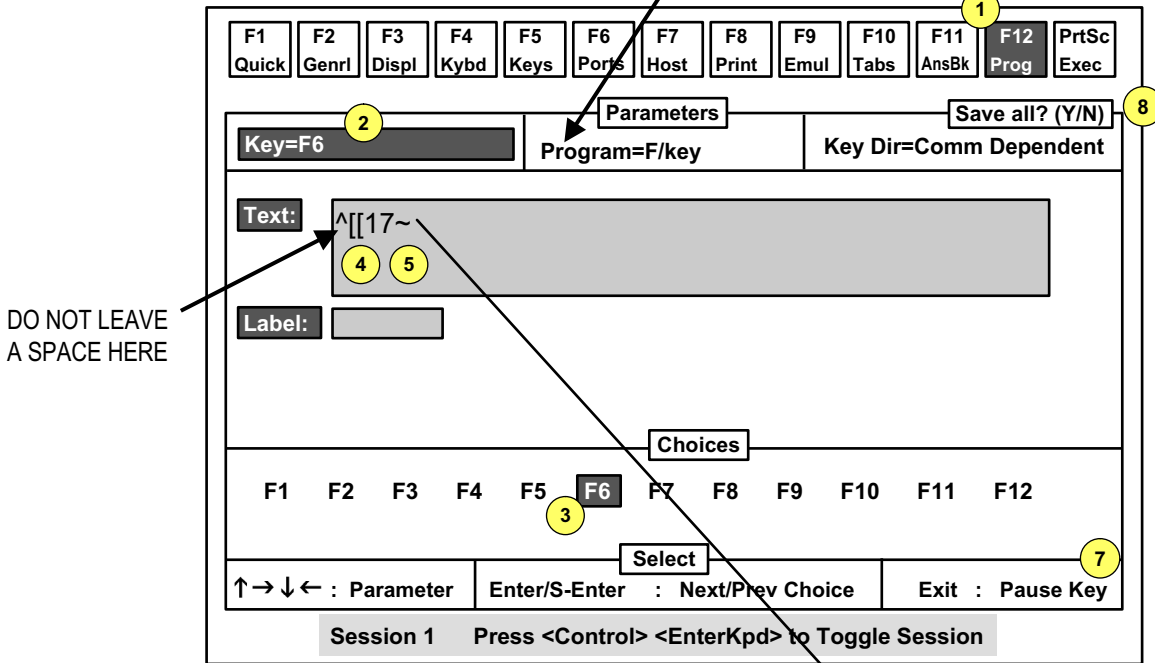 1
F1 F2 F3 F4 F5 F6 F7 F8 F9 F10 F11 F12 PrtSc
Quick Genrl Displ Kybd Keys Ports Host Print Emul Tabs AnsBk Prog Exec
Parameters
Save all? (Y/N) 8
2
Key=F6 Program=F/key Key Dir=Comm Dependent
Text: ^[[17~
4 5
DO NOT LEAVE
A SPACE HERE
Label:
Choices
F1 F2 F3 F4 F5 F6 F7 F8 F9 F10 F11 F12
3
Select
7
↑→↓← : Parameter Enter/S-Enter : Next/Prev Choice Exit : Pause Key
Session 1 Press <Control> <EnterKpd> to Toggle Session